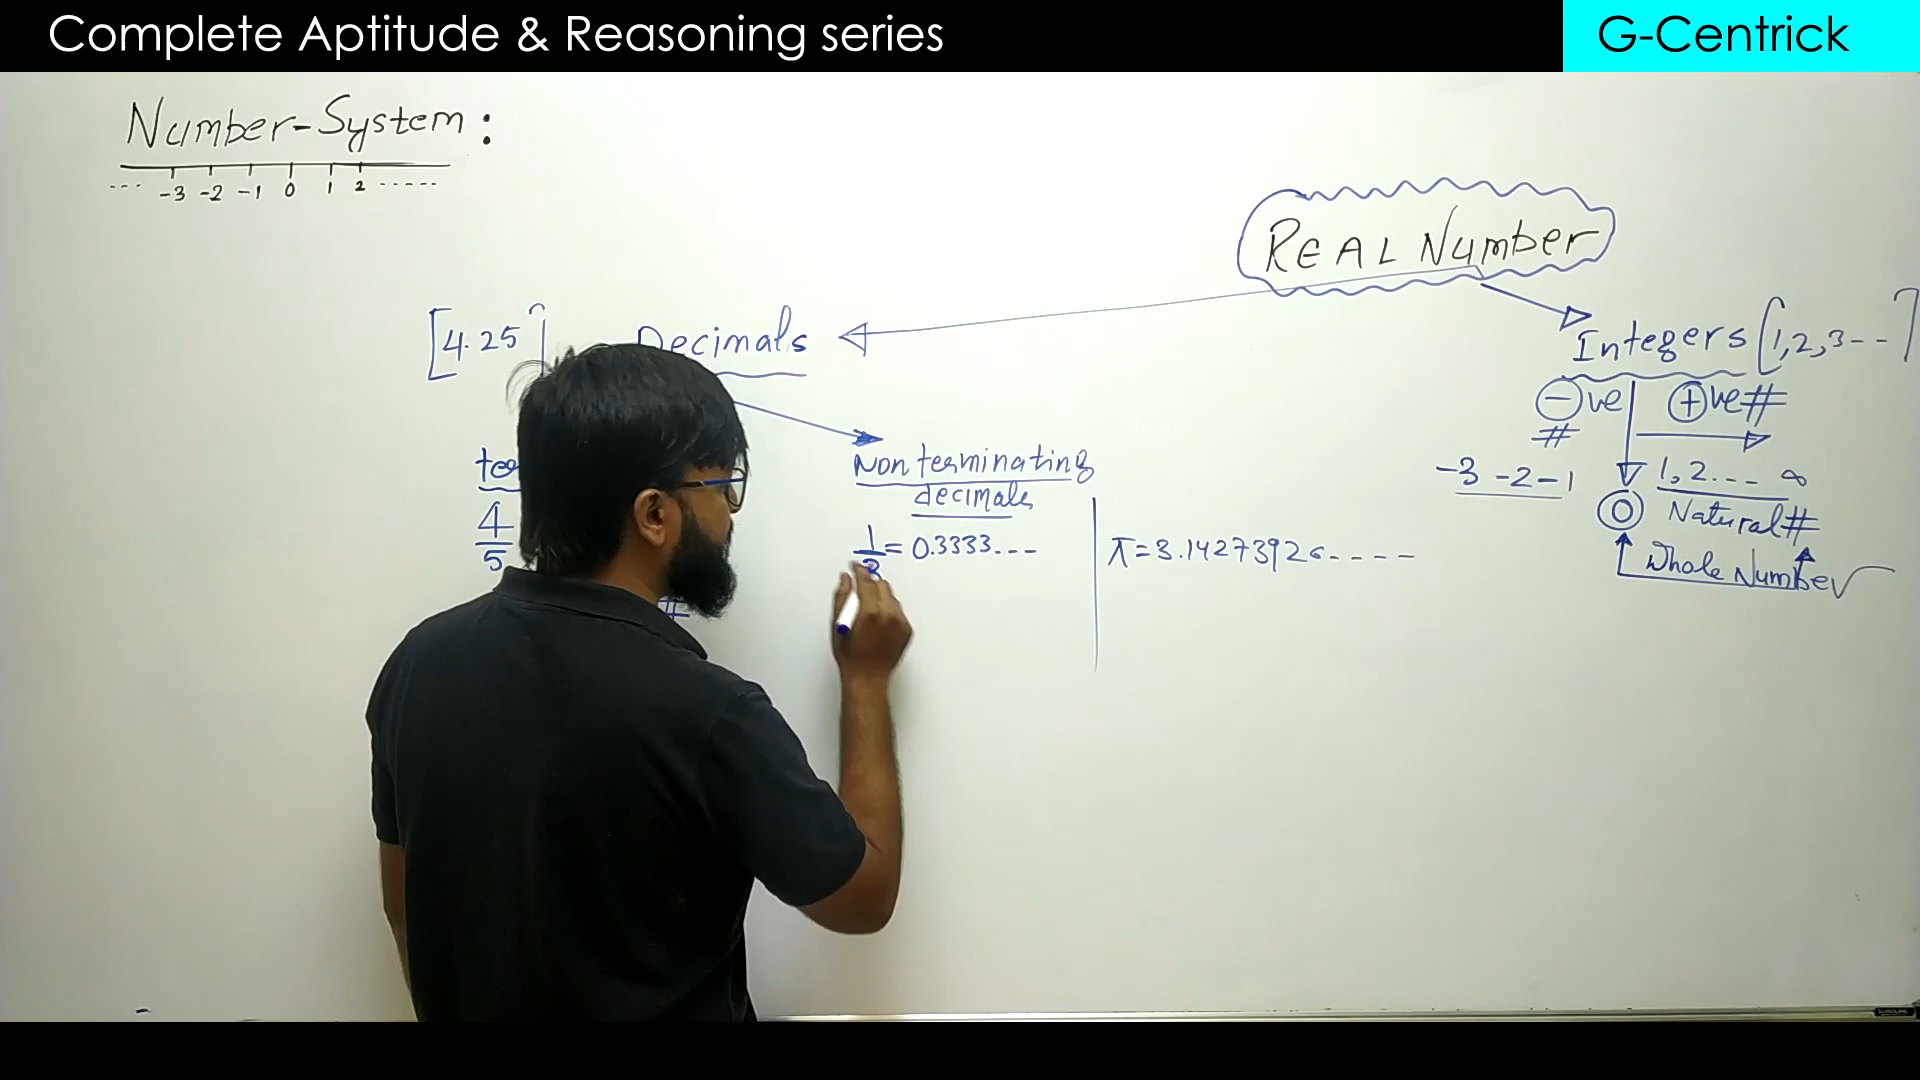 Complete Aptitude & Reasoning series
G-Centrick
Number-System :
--- -3 -2 -1 0 1 2 -----
REAL Number
[4.25]
Decimals
Integers [1,2,3--]
-ve #
+ve#
Non terminating
decimals
-3 -2 -1
0
1, 2... ∞
Natural#
Whole Number
4/5
1/3 = 0.3333---
π=3.14273926----
#